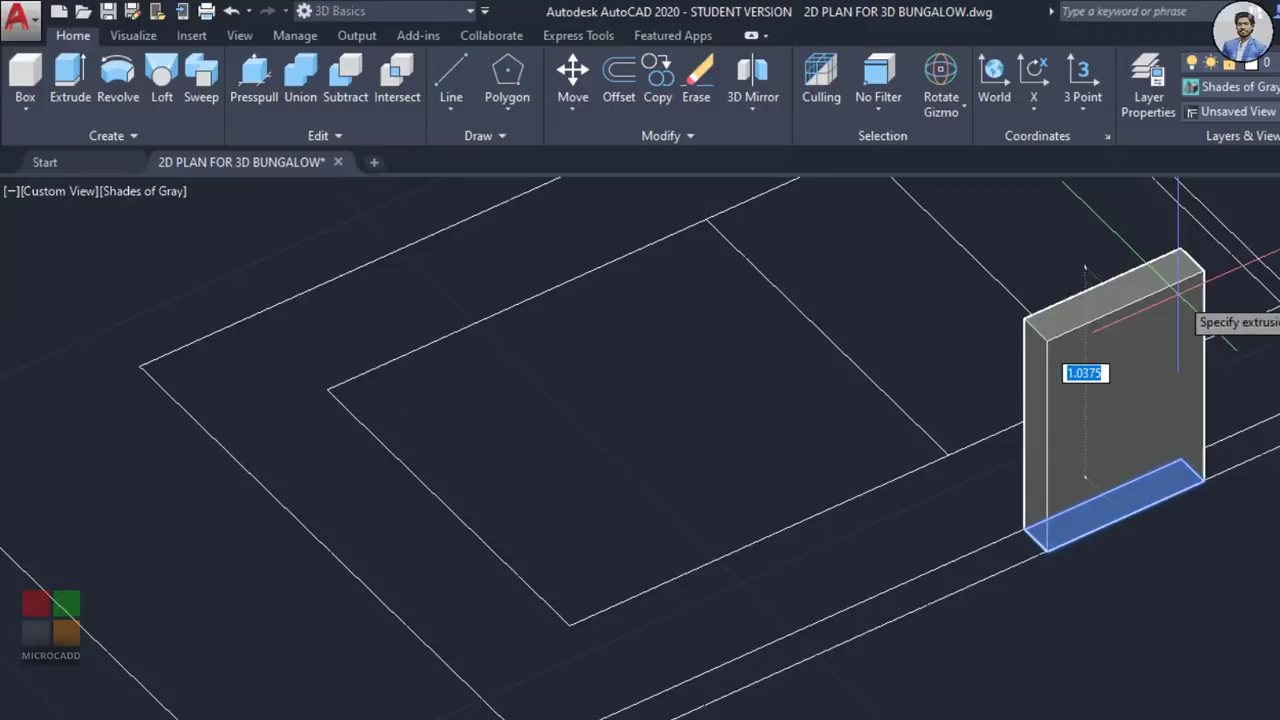 3D Basics
Autodesk AutoCAD 2020 - STUDENT VERSION 2D PLAN FOR 3D BUNGALOW.dwg
Type a keyword or phrase
Home Visualize Insert View Manage Output Add-ins Collaborate Express Tools Featured Apps
Box Extrude Revolve Loft Sweep Presspull Union Subtract Intersect Line Polygon Move Offset Copy Erase 3D Mirror Culling No Filter Rotate Gizmo World X 3 Point Layer Properties
0
Shades of Gray
Unsaved View
Create Edit Draw Modify Selection Coordinates Layers & View
Start 2D PLAN FOR 3D BUNGALOW* +
[−][Custom View][Shades of Gray]
Specify extrusi
1.0375
MICROCADD